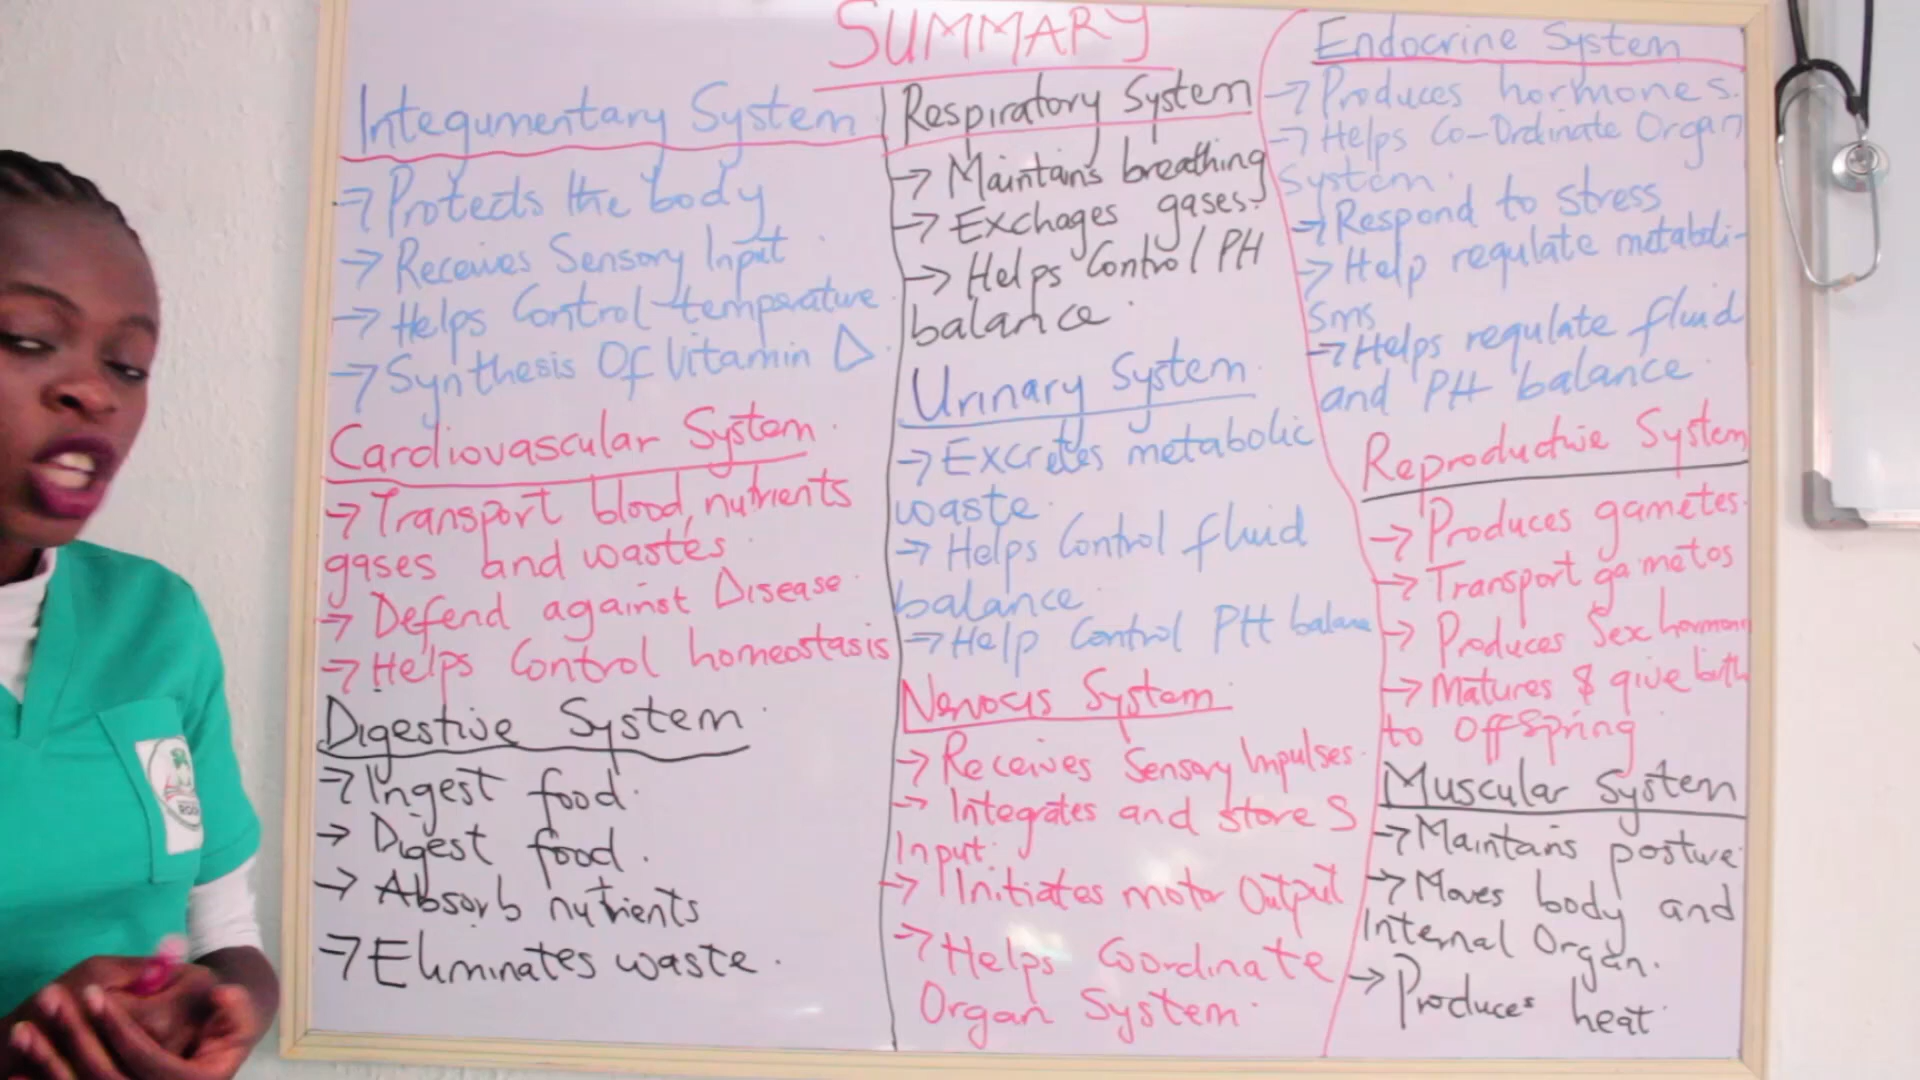 SUMMARY
Integumentary System
→ Protects the body
→ Receives Sensory Input
→ Helps Control temperature
→ Synthesis Of Vitamin D.
Cardiovascular System.
→ Transport blood, nutrients
gases and wastes.
→ Defend against Disease.
→ Helps Control homeostasis
Digestive System.
→ Ingest food.
→ Digest food.
→ Absorb nutrients
→ Eliminates waste.
Respiratory System
→ Maintains breathing
→ Exchages gases.
→ Helps Control PH
balance.
Urinary System.
→ Excretes metabolic
waste.
→ Helps Control fluid
balance.
→ Help Control PH balane
Nervous System.
→ Receives Sensory Impulses.
→ Integrates and stores
Input.
→ Initiates motor Output
→ Helps Coordinate
Organ System.
Endocrine System
→ Produces hormones.
→ Helps Co-Ordinate Organ
System.
→ Respond to stress
→ Help regulate metaboli-
sms
→ Helps regulate fluid
and PH balance.
Reproductive System
→ Produces gametes.
→ Transport gametos
→ Produces Sex hormon
→ Matures & give birth
to Offspring
Muscular System
→ Maintains posture
→ Moves body and
Internal Organ.
→ Produces heat.